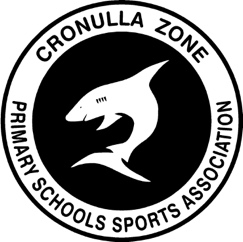 CRONULLA ZONE
PRIMARY SCHOOLS SPORTS ASSOCIATION